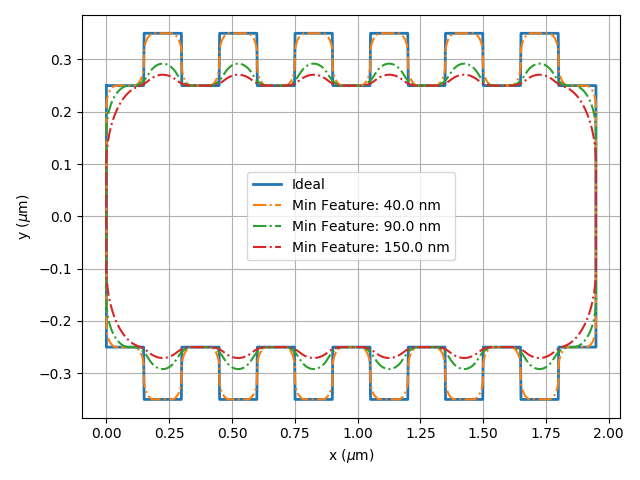 0.3
0.2
0.1
0.0
−0.1
−0.2
−0.3
y (μm)
Ideal
Min Feature: 40.0 nm
Min Feature: 90.0 nm
Min Feature: 150.0 nm
0.00 0.25 0.50 0.75 1.00 1.25 1.50 1.75 2.00
x (μm)